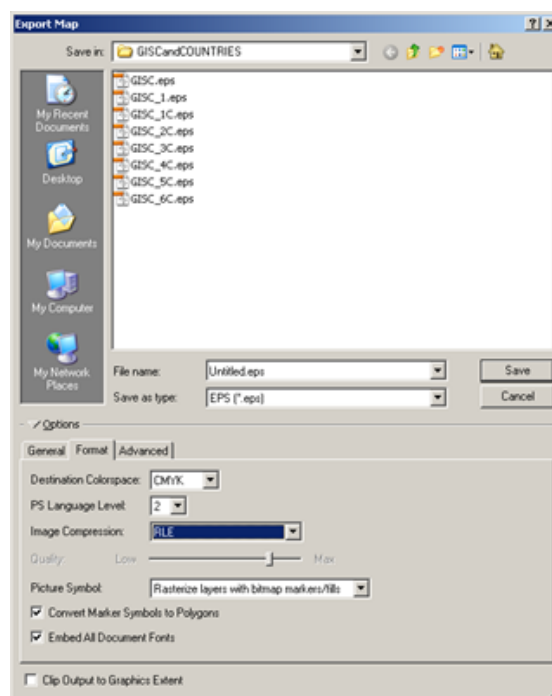 Export Map
Save in:
GISCandCOUNTRIES
My Recent
Documents
Desktop
My Documents
My Computer
My Network
Places
GISC.eps
GISC_1.eps
GISC_1C.eps
GISC_2C.eps
GISC_3C.eps
GISC_4C.eps
GISC_5C.eps
GISC_6C.eps
File name:
Untitled.eps
Save
Save as type:
EPS (*.eps)
Cancel
Options
General
Format
Advanced
Destination Colorspace:
CMYK
PS Language Level:
2
Image Compression:
RLE
Quality:
Low
Max
Picture Symbol:
Rasterize layers with bitmap markers/fills
Convert Marker Symbols to Polygons
Embed All Document Fonts
Clip Output to Graphics Extent